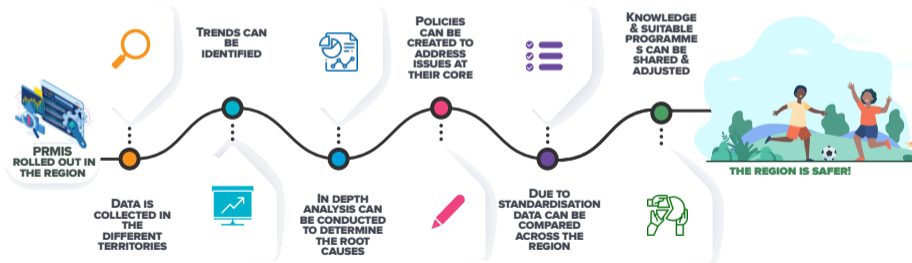 PRMIS
ROLLED OUT IN
THE REGION
DATA IS
COLLECTED IN
THE
DIFFERENT
TERRITORIES
TRENDS CAN
BE
IDENTIFIED
IN DEPTH
ANALYSIS CAN
BE CONDUCTED
TO DETERMINE
THE ROOT
CAUSES
POLICIES
CAN BE
CREATED TO
ADDRESS
ISSUES AT
THEIR CORE
DUE TO
STANDARDISATION
DATA CAN BE
COMPARED
ACROSS THE
REGION
KNOWLEDGE
& SUITABLE
PROGRAMME
S CAN BE
SHARED &
ADJUSTED
THE REGION IS SAFER!